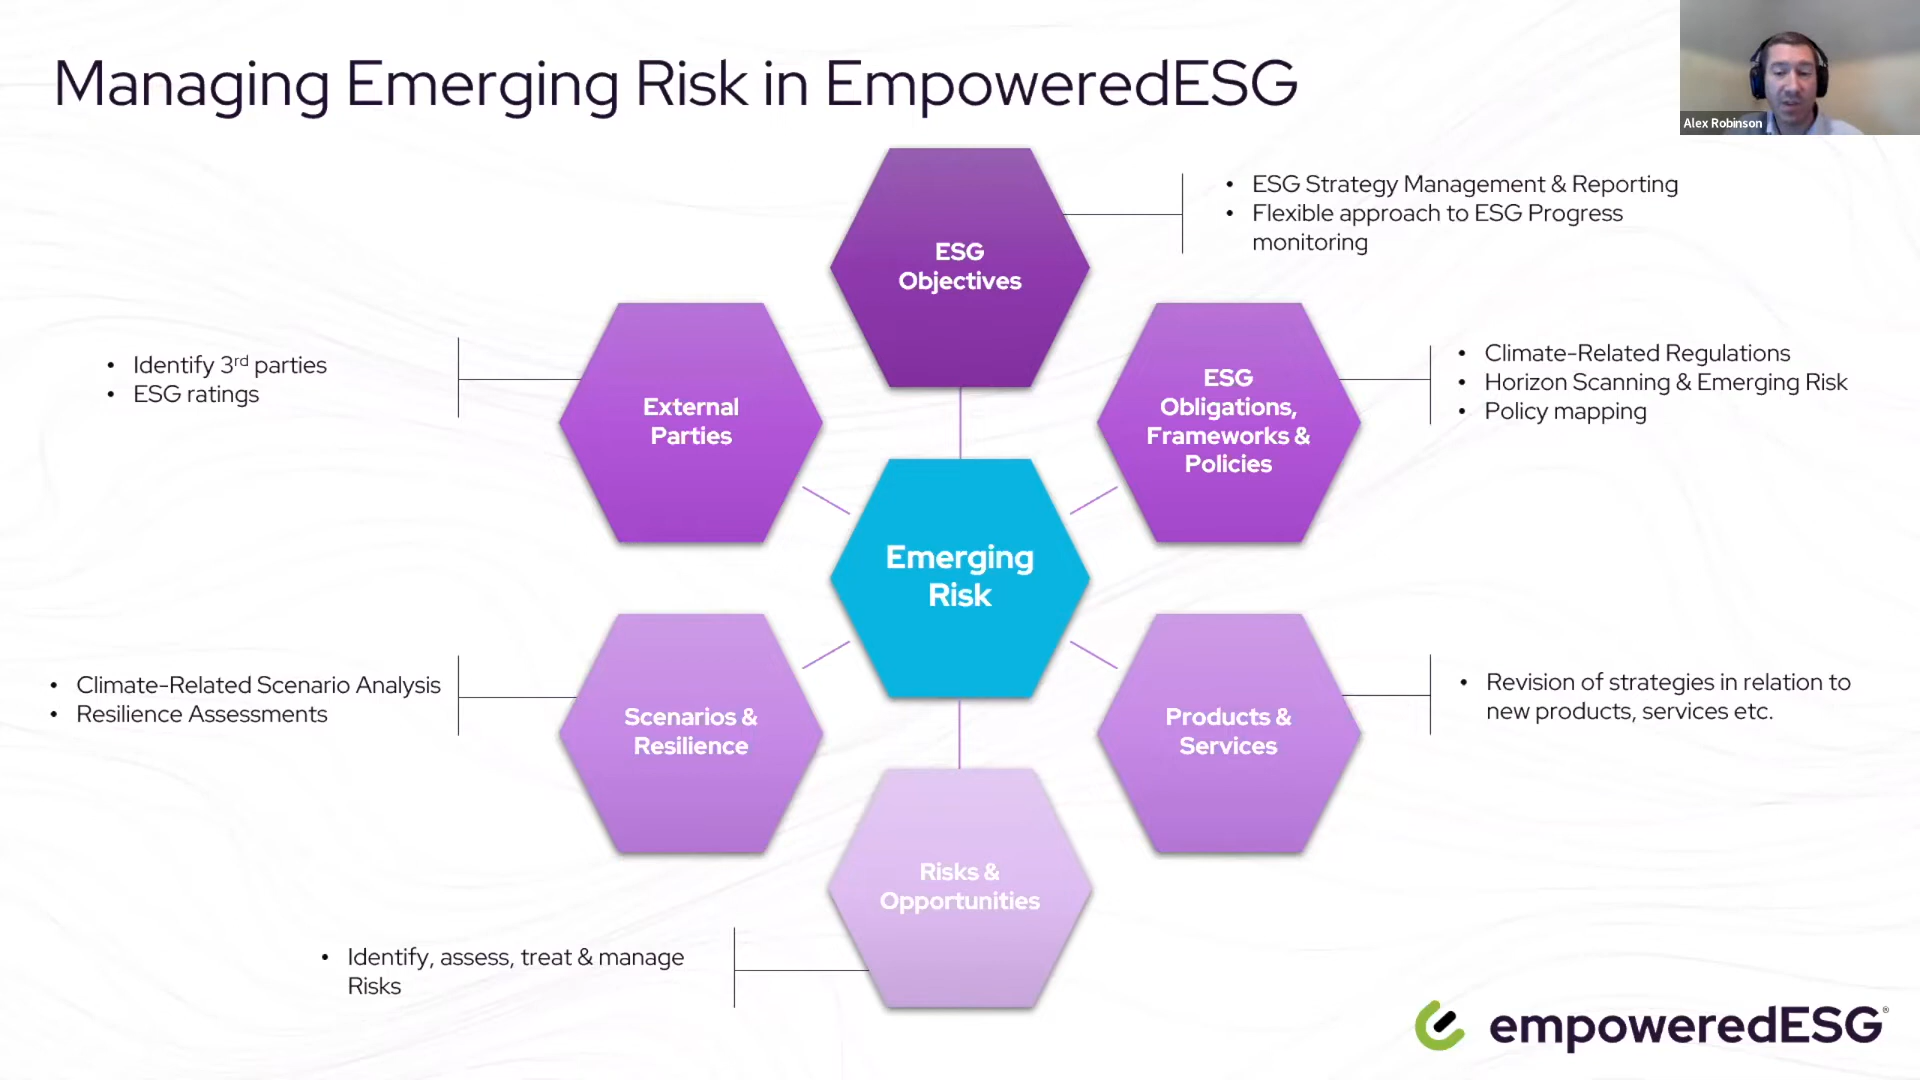 Managing Emerging Risk in EmpoweredESG
Alex Robinson
ESG
Objectives
• ESG Strategy Management & Reporting
• Flexible approach to ESG Progress
monitoring
• Identify 3rd parties
• ESG ratings
External
Parties
ESG
Obligations,
Frameworks &
Policies
• Climate-Related Regulations
• Horizon Scanning & Emerging Risk
• Policy mapping
Emerging
Risk
• Climate-Related Scenario Analysis
• Resilience Assessments
Scenarios &
Resilience
Products &
Services
• Revision of strategies in relation to
new products, services etc.
Risks &
Opportunities
• Identify, assess, treat & manage
Risks
empoweredESG®